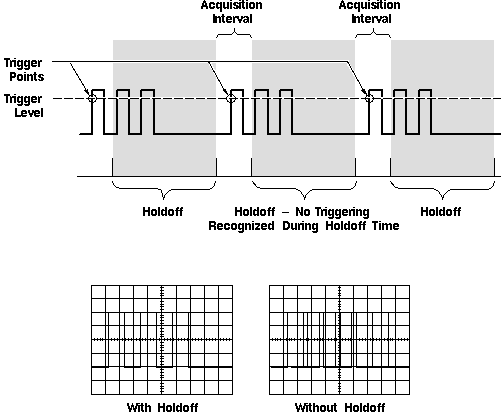 Acquisition Interval
Acquisition Interval
Trigger Points
Trigger Level
Holdoff
Holdoff – No Triggering
Recognized During Holdoff Time
Holdoff
With Holdoff
Without Holdoff